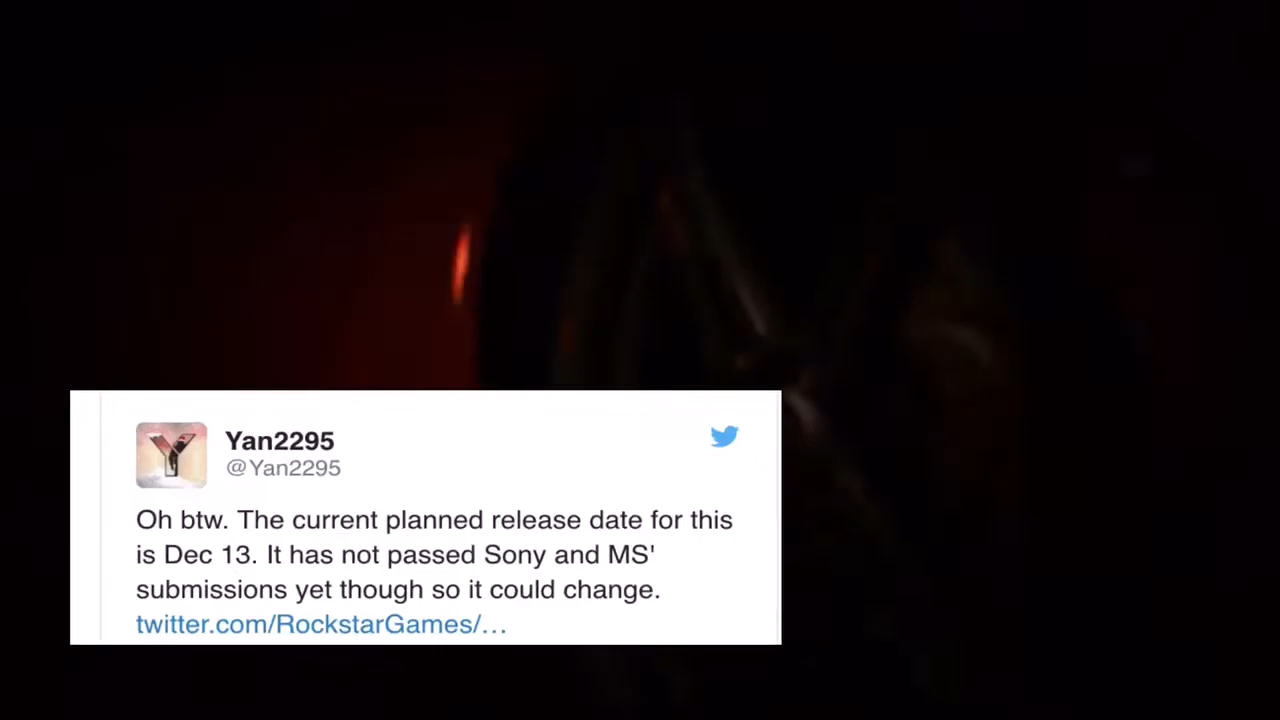 Yan2295
@Yan2295
Oh btw. The current planned release date for this
is Dec 13. It has not passed Sony and MS'
submissions yet though so it could change.
twitter.com/RockstarGames/…